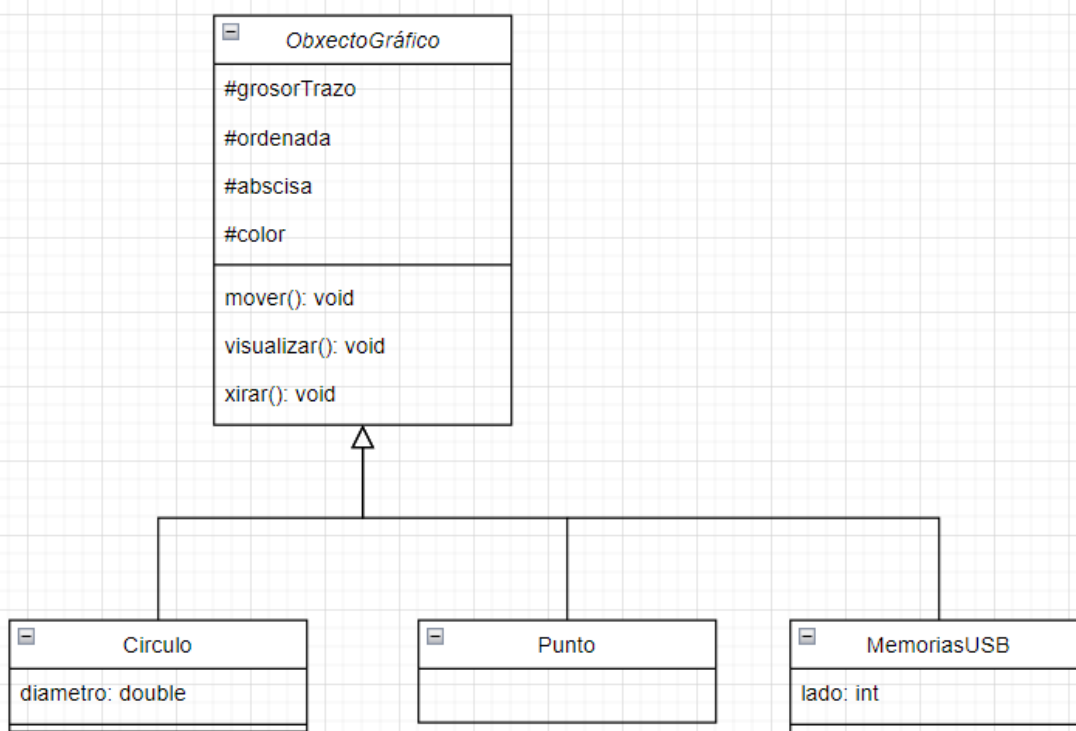 ObxectoGráfico
#grosorTrazo
#ordenada
#abscisa
#color
mover(): void
visualizar(): void
xirar(): void
Circulo
diametro: double
Punto
MemoriasUSB
lado: int